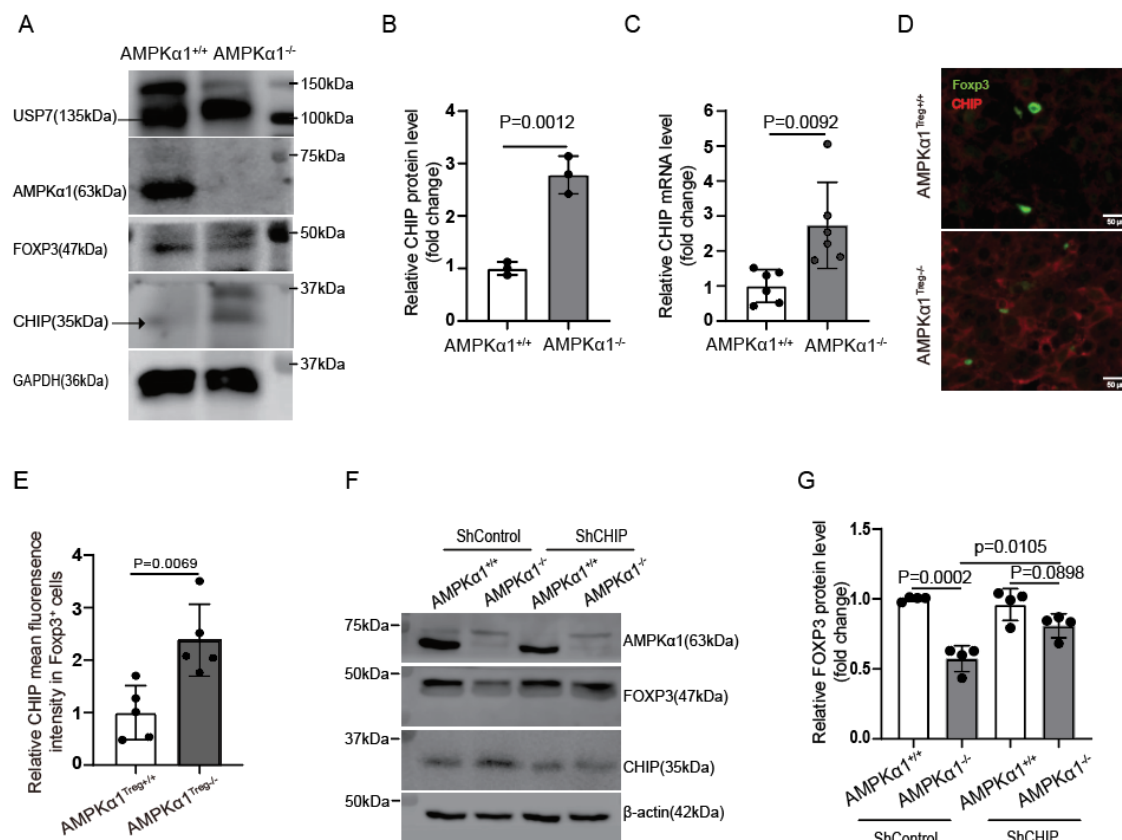 A
AMPKα1+/+ AMPKα1-/-
150kDa
USP7(135kDa)
100kDa
75kDa
AMPKα1(63kDa)
50kDa
FOXP3(47kDa)
37kDa
CHIP(35kDa)
37kDa
GAPDH(36kDa)
B
Relative CHIP protein level
(fold change)
4
3
2
1
0
P=0.0012
AMPKα1+/+ AMPKα1-/-
C
Relative CHIP mRNA level
(fold change)
6
5
4
3
2
1
0
P=0.0092
AMPKα1+/+ AMPKα1-/-
D
Foxp3
CHIP
AMPKα1Treg+/+
50 μ
AMPKα1Treg-/-
50 μ
E
Relative CHIP mean fluorensence
intensity in Foxp3+ cells
4
3
2
1
0
P=0.0069
AMPKα1Treg+/+
AMPKα1Treg-/-
F
ShControl ShCHIP
AMPKα1+/+ AMPKα1-/- AMPKα1+/+ AMPKα1-/-
75kDa
AMPKα1(63kDa)
50kDa
FOXP3(47kDa)
37kDa
CHIP(35kDa)
50kDa
β-actin(42kDa)
G
Relative FOXP3 protein level
(fold change)
1.5
1.0
0.5
0.0
p=0.0105
P=0.0002
P=0.0898
AMPKα1+/+ AMPKα1-/- AMPKα1+/+ AMPKα1-/-
ShControl ShCHIP